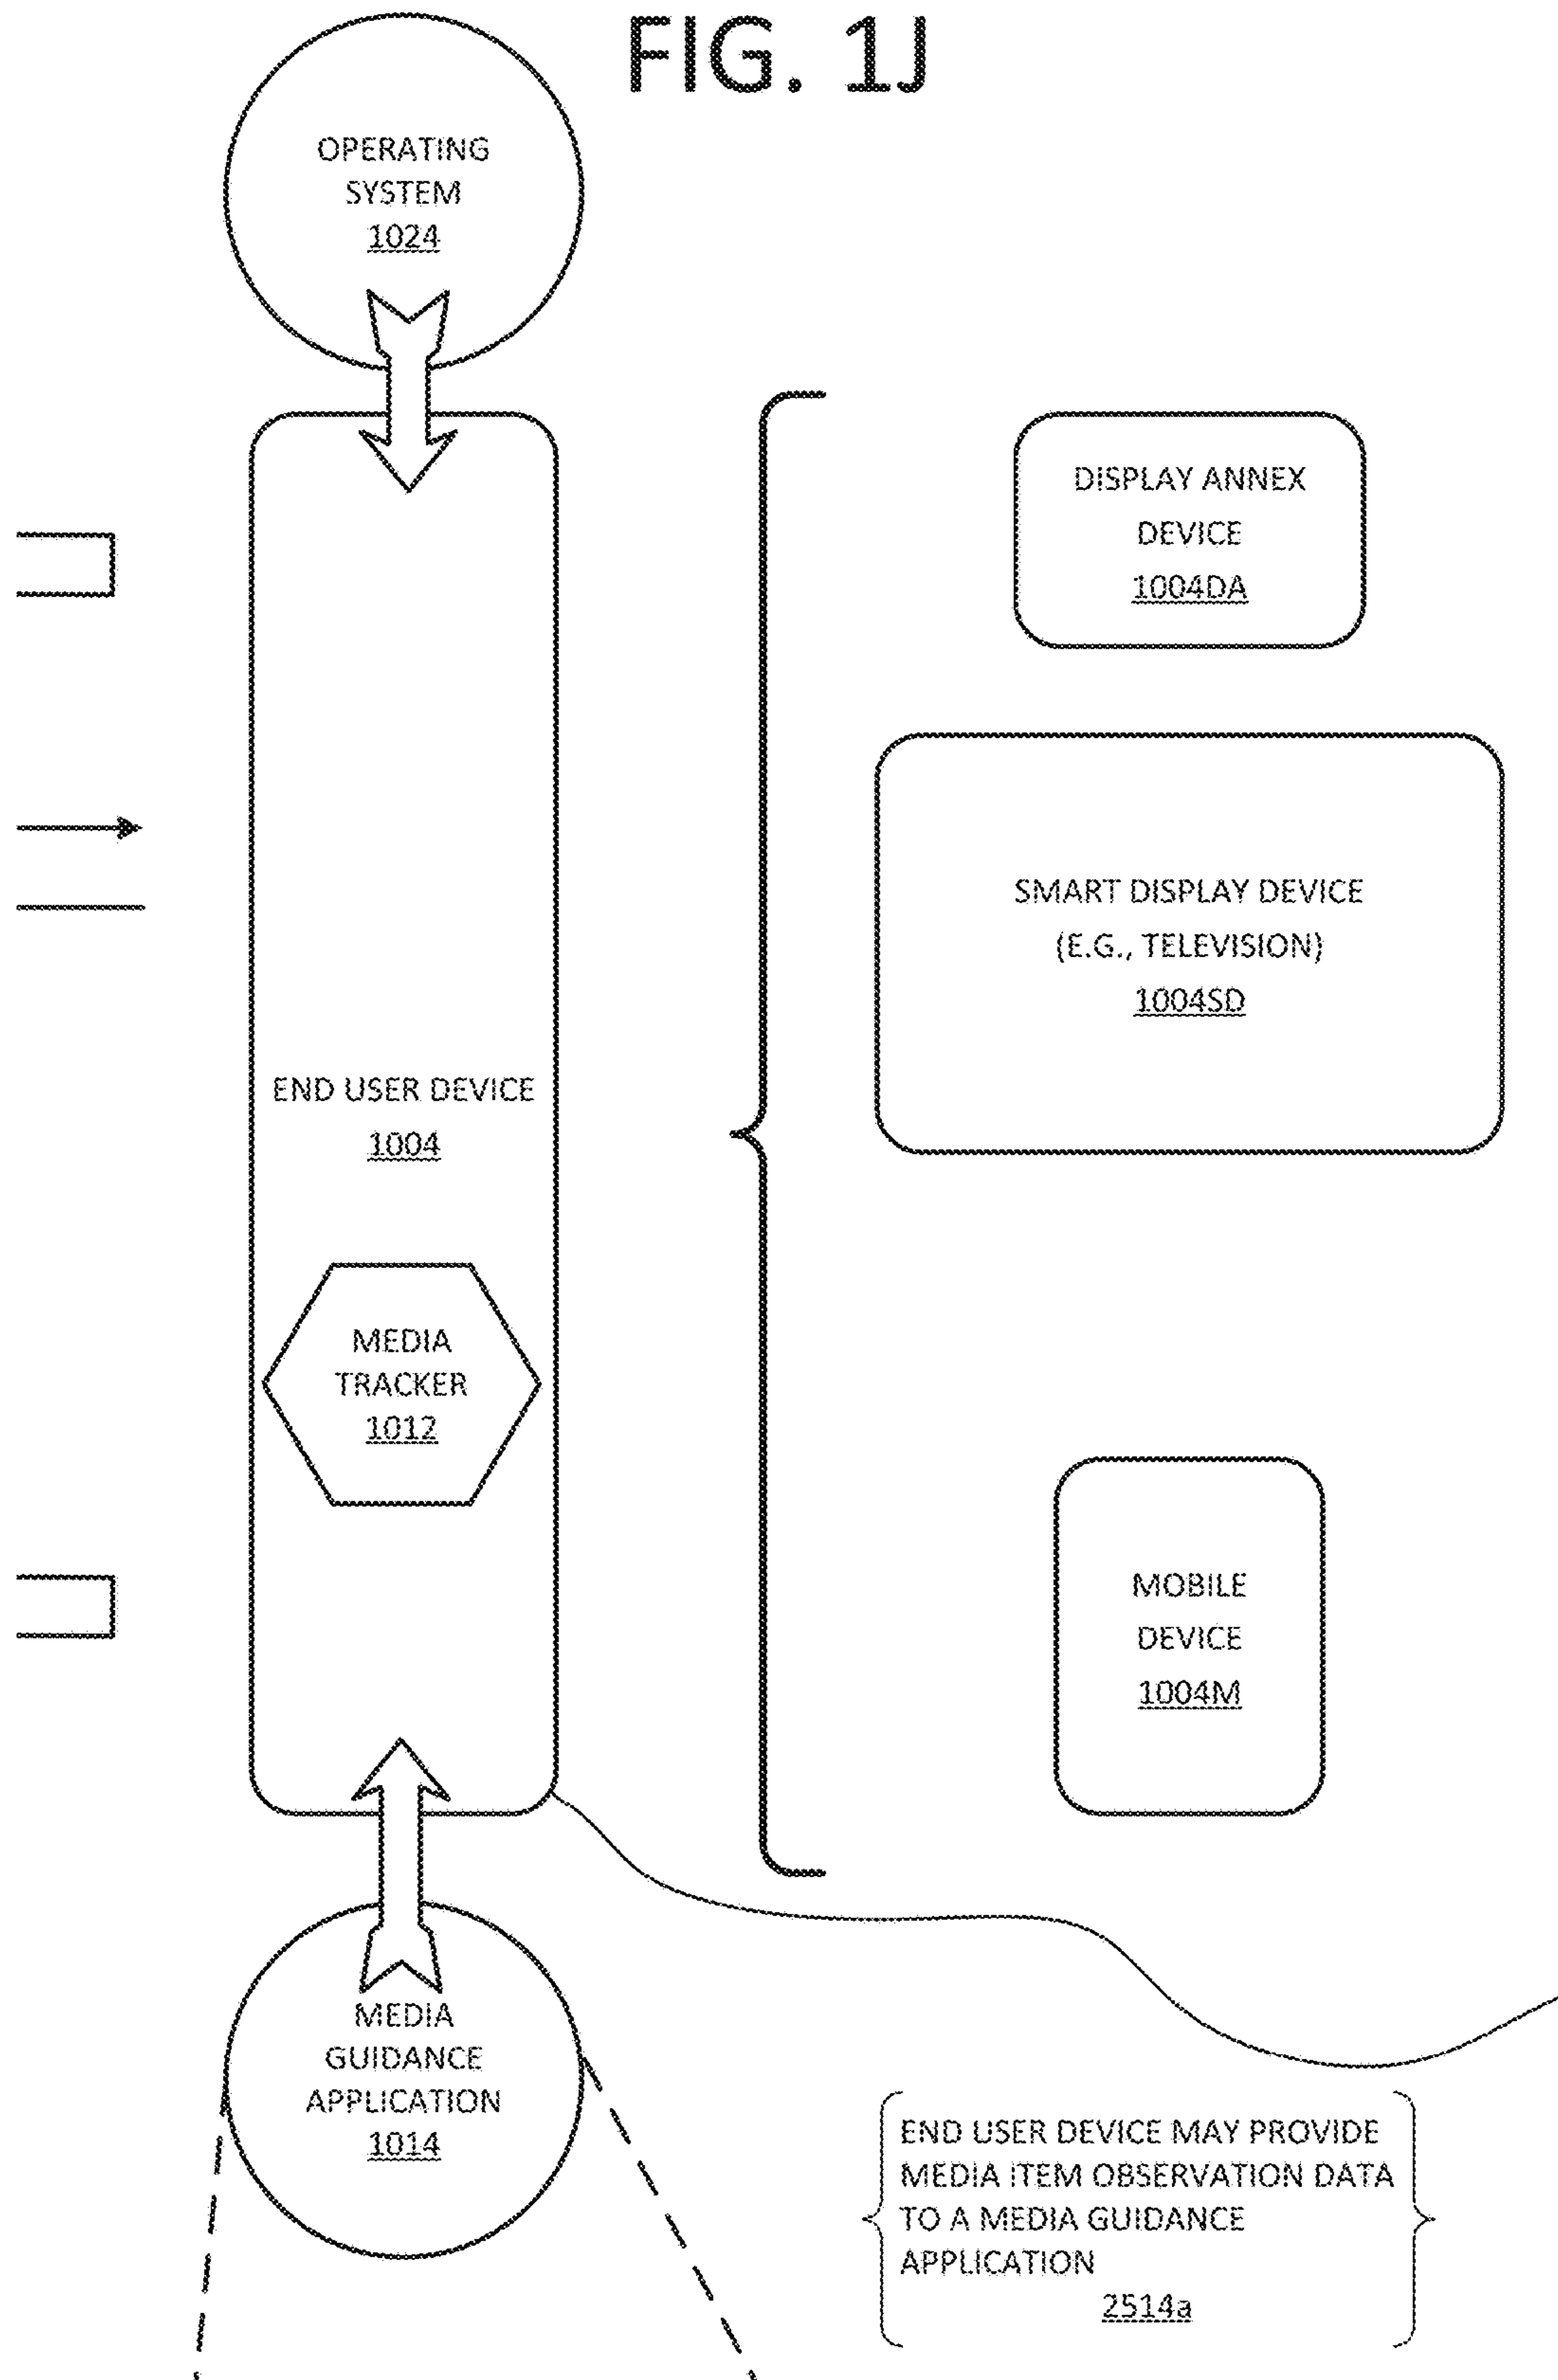 FIG. 1J
OPERATING
SYSTEM
1024
DISPLAY ANNEX
DEVICE
1004DA
SMART DISPLAY DEVICE
(E.G., TELEVISION)
1004SD
END USER DEVICE
1004
MEDIA
TRACKER
1012
MOBILE
DEVICE
1004M
MEDIA
GUIDANCE
APPLICATION
1014
END USER DEVICE MAY PROVIDE
MEDIA ITEM OBSERVATION DATA
TO A MEDIA GUIDANCE
APPLICATION
2514a